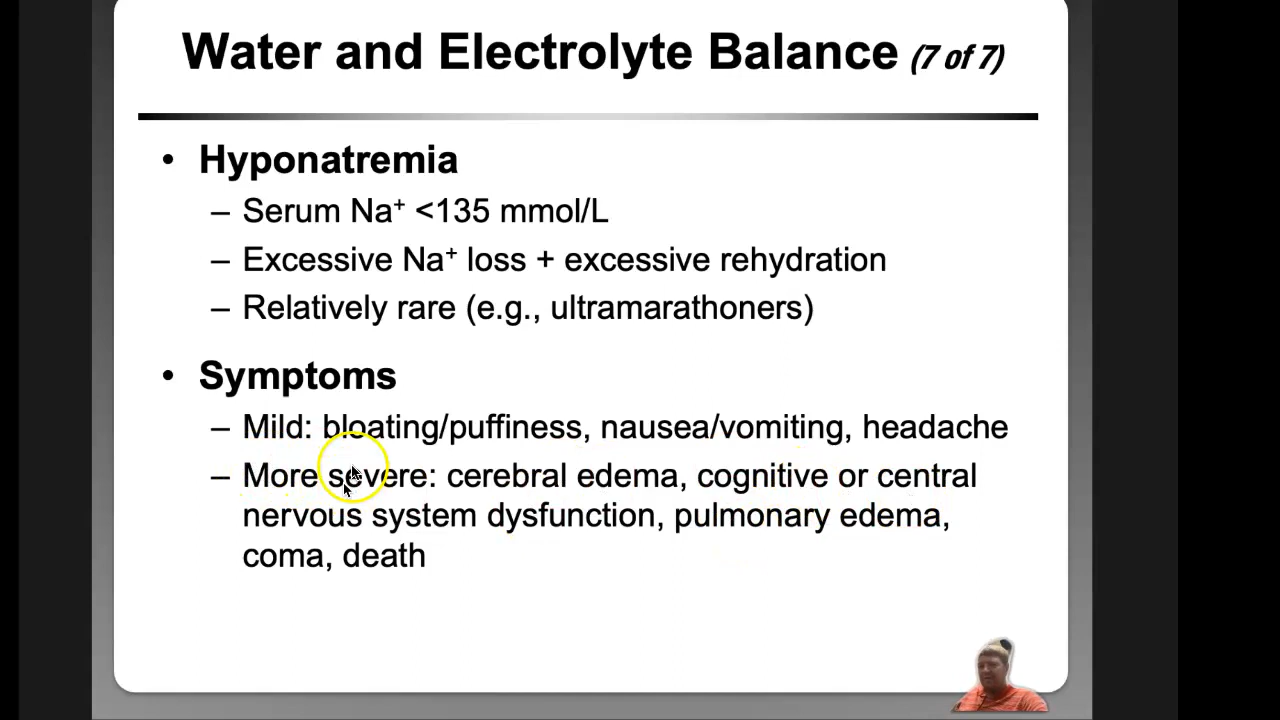 Water and Electrolyte Balance (7 of 7)
• Hyponatremia
– Serum Na⁺ <135 mmol/L
– Excessive Na⁺ loss + excessive rehydration
– Relatively rare (e.g., ultramarathoners)
• Symptoms
– Mild: bloating/puffiness, nausea/vomiting, headache
– More severe: cerebral edema, cognitive or central
nervous system dysfunction, pulmonary edema,
coma, death